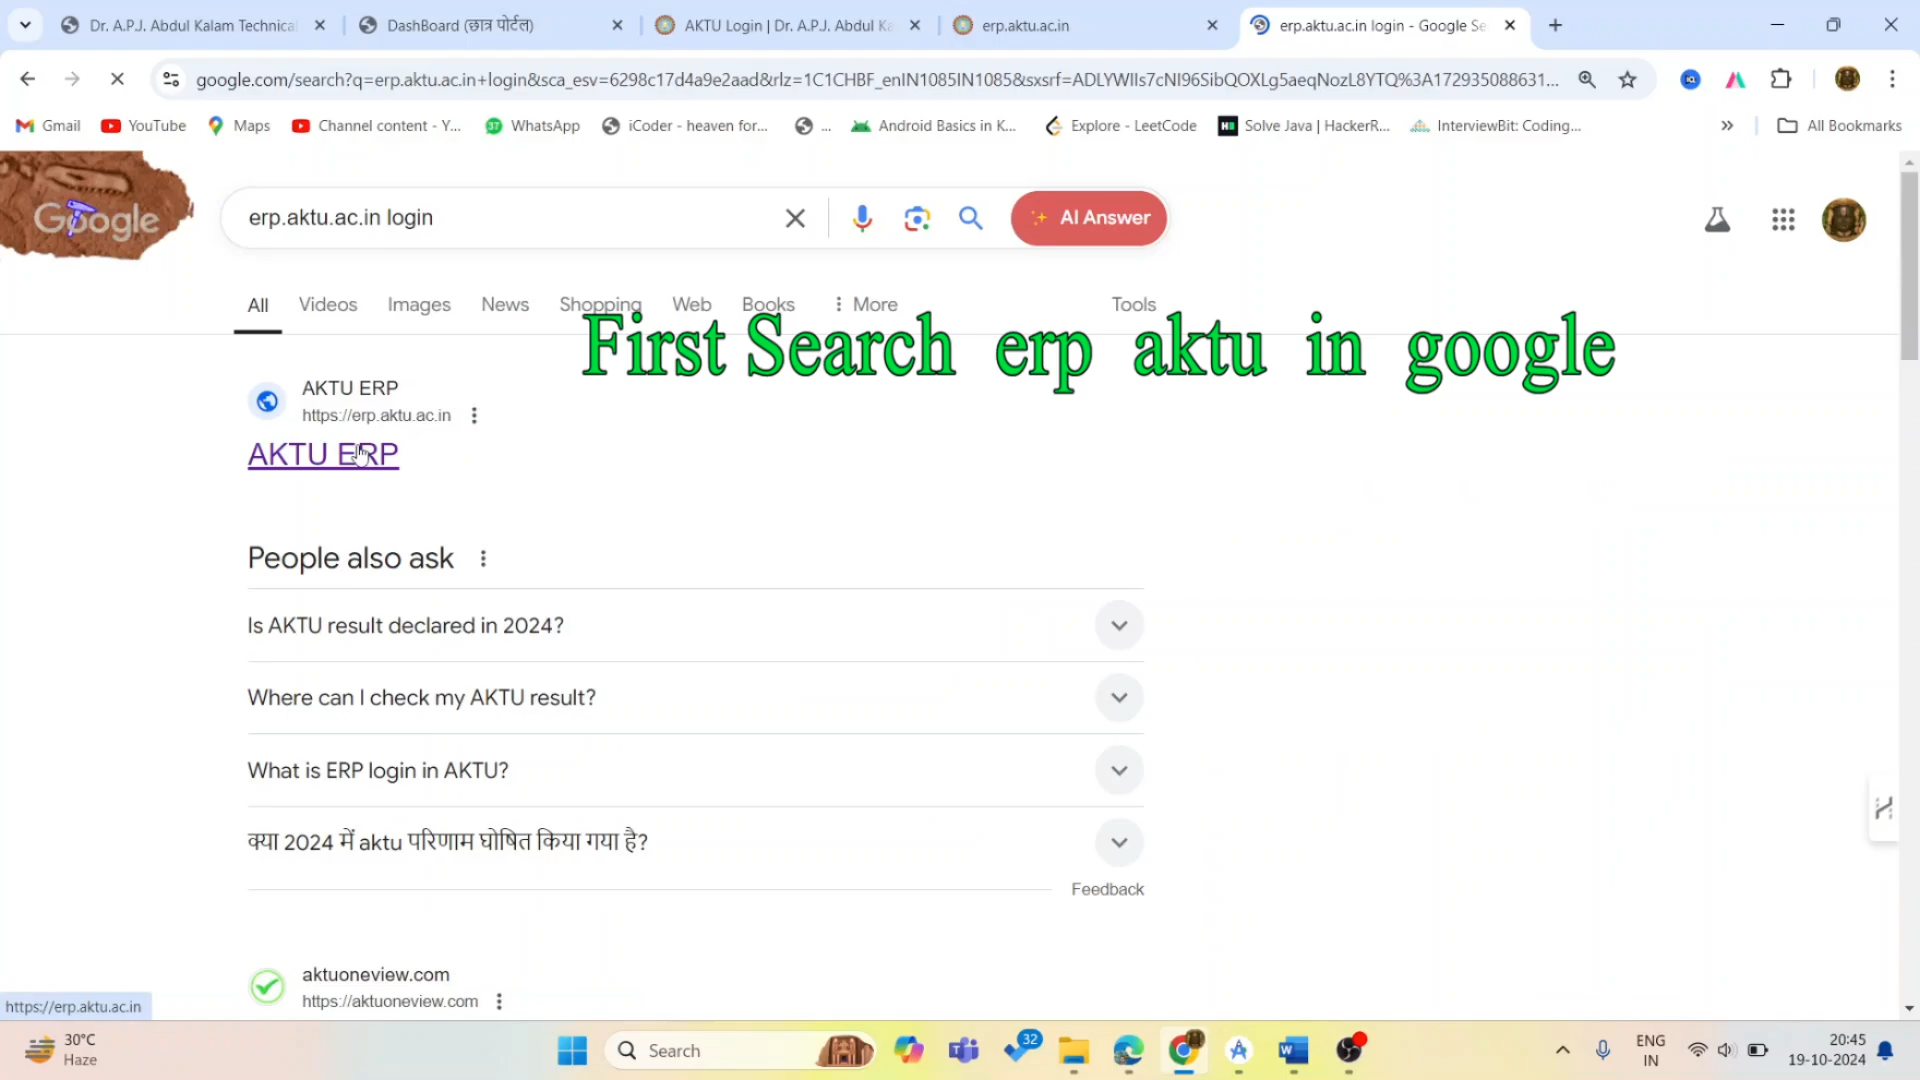 Dr. A.P.J. Abdul Kalam Technical
DashBoard (छात्र पोर्टल)
AKTU Login | Dr. A.P.J. Abdul Ka
erp.aktu.ac.in
erp.aktu.ac.in login - Google Se
google.com/search?q=erp.aktu.ac.in+login&sca_esv=6298c17d4a9e2aad&rlz=1C1CHBF_enIN1085IN1085&sxsrf=ADLYWIIs7cNI96SibQOXLg5aeqNozL8YTQ%3A172935088631...
Gmail
YouTube
Maps
Channel content - Y...
WhatsApp
iCoder - heaven for...
...
Android Basics in K...
Explore - LeetCode
Solve Java | HackerR...
InterviewBit: Coding...
All Bookmarks
Google
erp.aktu.ac.in login
AI Answer
All
Videos
Images
News
Shopping
Web
Books
More
Tools
First Search erp aktu in google
AKTU ERP
https://erp.aktu.ac.in
AKTU ERP
People also ask
Is AKTU result declared in 2024?
Where can I check my AKTU result?
What is ERP login in AKTU?
क्या 2024 में aktu परिणाम घोषित किया गया है?
Feedback
aktuoneview.com
https://aktuoneview.com
https://erp.aktu.ac.in
30°C
Haze
Search
32
ENG
IN
20:45
19-10-2024